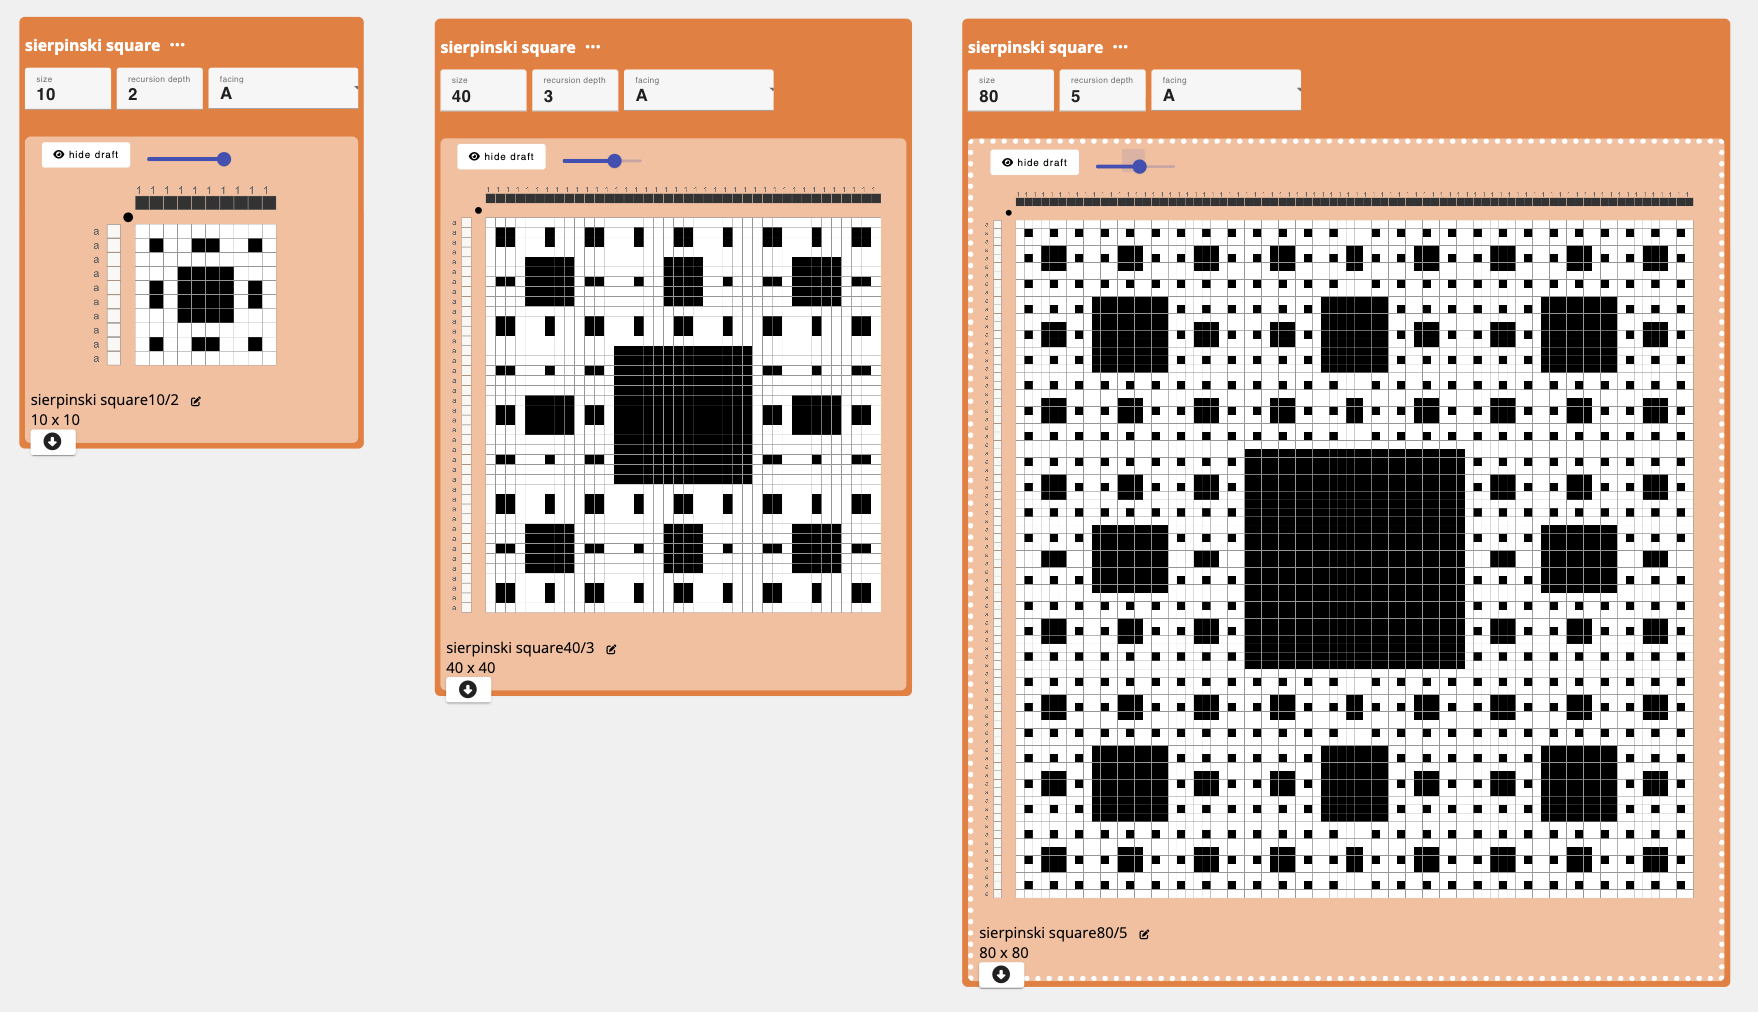 sierpinski square ···
size
10
recursion depth
2
facing
A
hide draft
1 1 1 1 1 1 1 1 1 1
a
a
a
a
a
a
a
a
a
a
sierpinski square10/2
10 x 10
sierpinski square ···
size
40
recursion depth
3
facing
A
hide draft
sierpinski square40/3
40 x 40
sierpinski square ···
size
80
recursion depth
5
facing
A
hide draft
sierpinski square80/5
80 x 80